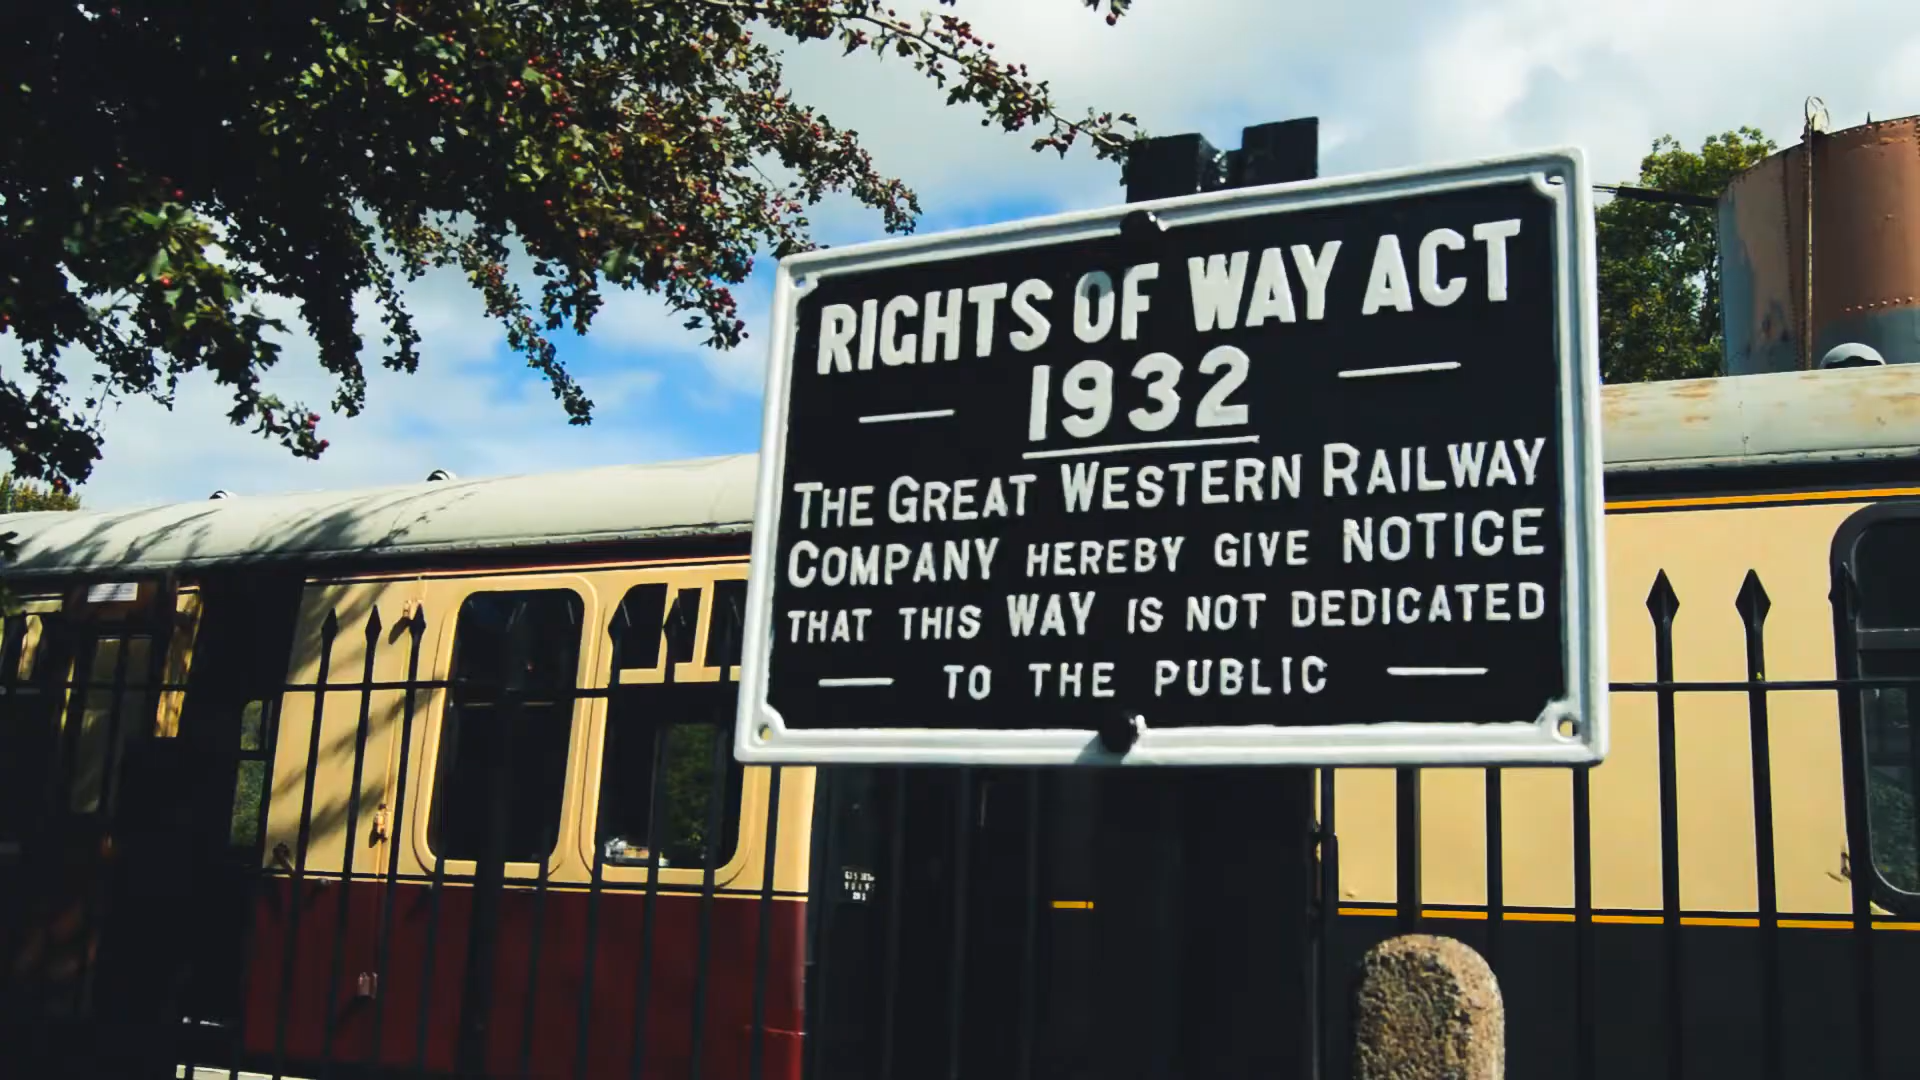 RIGHTS OF WAY ACT
1932
THE GREAT WESTERN RAILWAY
COMPANY HEREBY GIVE NOTICE
THAT THIS WAY IS NOT DEDICATED
TO THE PUBLIC